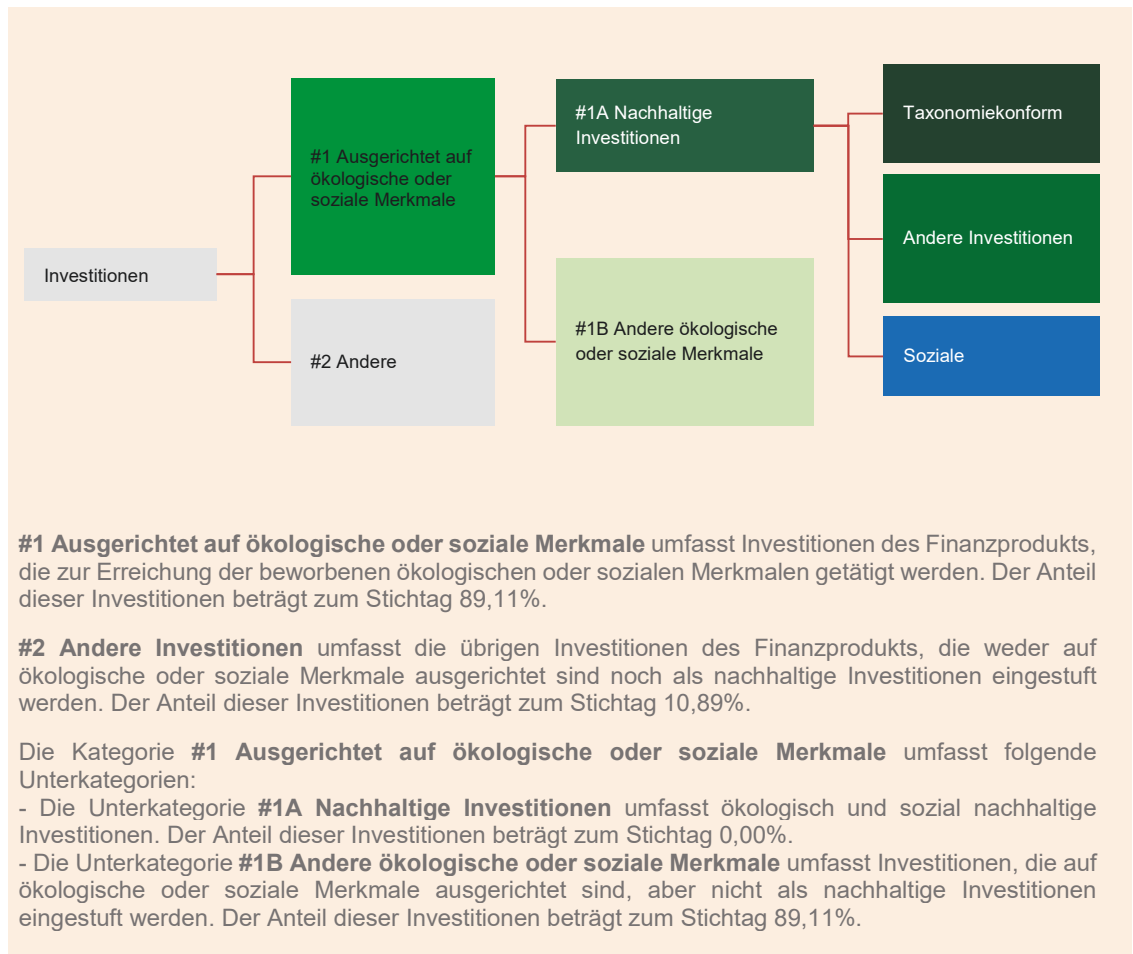 Investitionen
#1 Ausgerichtet auf
ökologische oder
soziale Merkmale
#2 Andere
#1A Nachhaltige
Investitionen
#1B Andere ökologische
oder soziale Merkmale
Taxonomiekonform
Andere Investitionen
Soziale
#1 Ausgerichtet auf ökologische oder soziale Merkmale umfasst Investitionen des Finanzprodukts,
die zur Erreichung der beworbenen ökologischen oder sozialen Merkmalen getätigt werden. Der Anteil
dieser Investitionen beträgt zum Stichtag 89,11%.
#2 Andere Investitionen umfasst die übrigen Investitionen des Finanzprodukts, die weder auf
ökologische oder soziale Merkmale ausgerichtet sind noch als nachhaltige Investitionen eingestuft
werden. Der Anteil dieser Investitionen beträgt zum Stichtag 10,89%.
Die Kategorie #1 Ausgerichtet auf ökologische oder soziale Merkmale umfasst folgende
Unterkategorien:
- Die Unterkategorie #1A Nachhaltige Investitionen umfasst ökologisch und sozial nachhaltige
Investitionen. Der Anteil dieser Investitionen beträgt zum Stichtag 0,00%.
- Die Unterkategorie #1B Andere ökologische oder soziale Merkmale umfasst Investitionen, die auf
ökologische oder soziale Merkmale ausgerichtet sind, aber nicht als nachhaltige Investitionen
eingestuft werden. Der Anteil dieser Investitionen beträgt zum Stichtag 89,11%.